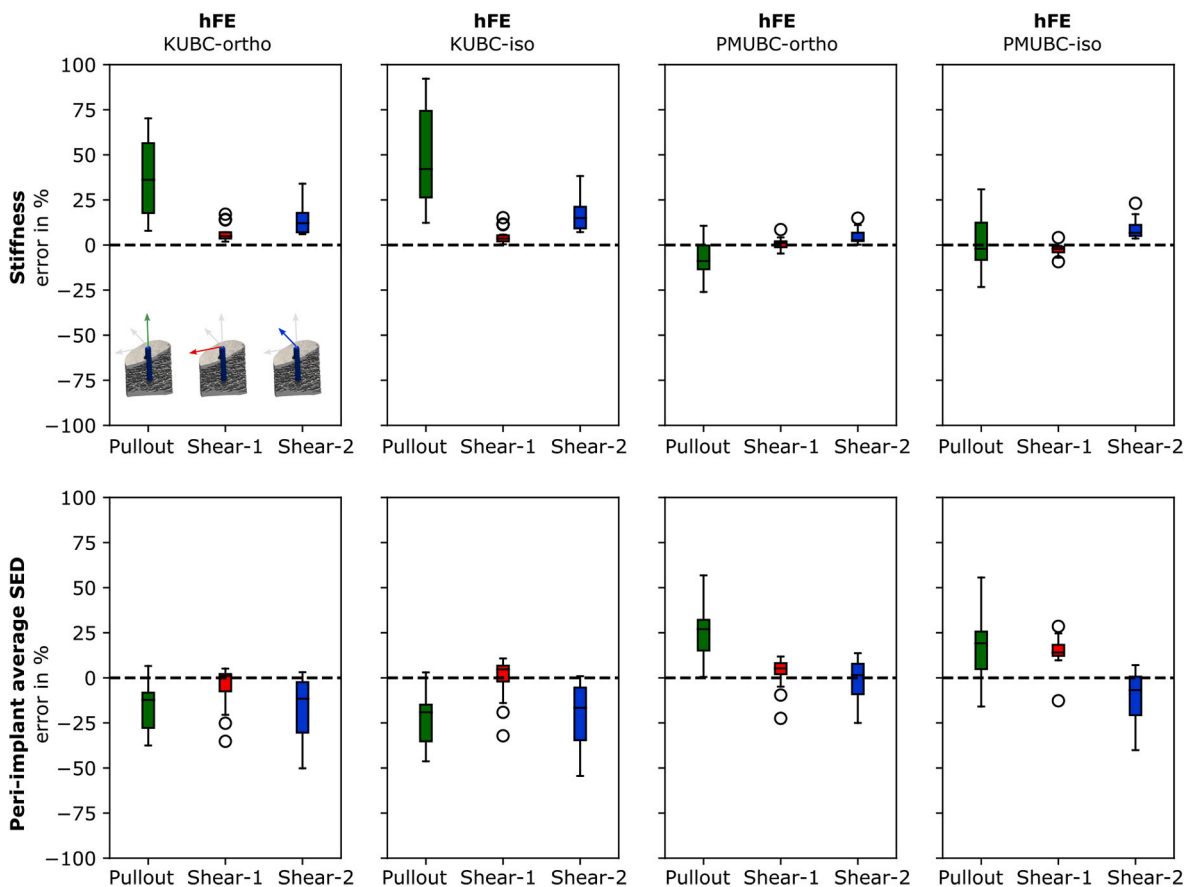 hFE
KUBC-ortho
hFE
KUBC-iso
hFE
PMUBC-ortho
hFE
PMUBC-iso
Stiffness
error in %
100
75
50
25
0
−25
−50
−75
−100
Pullout Shear-1 Shear-2
Pullout Shear-1 Shear-2
Pullout Shear-1 Shear-2
Pullout Shear-1 Shear-2
Peri-implant average SED
error in %
100
75
50
25
0
−25
−50
−75
−100
Pullout Shear-1 Shear-2
Pullout Shear-1 Shear-2
Pullout Shear-1 Shear-2
Pullout Shear-1 Shear-2